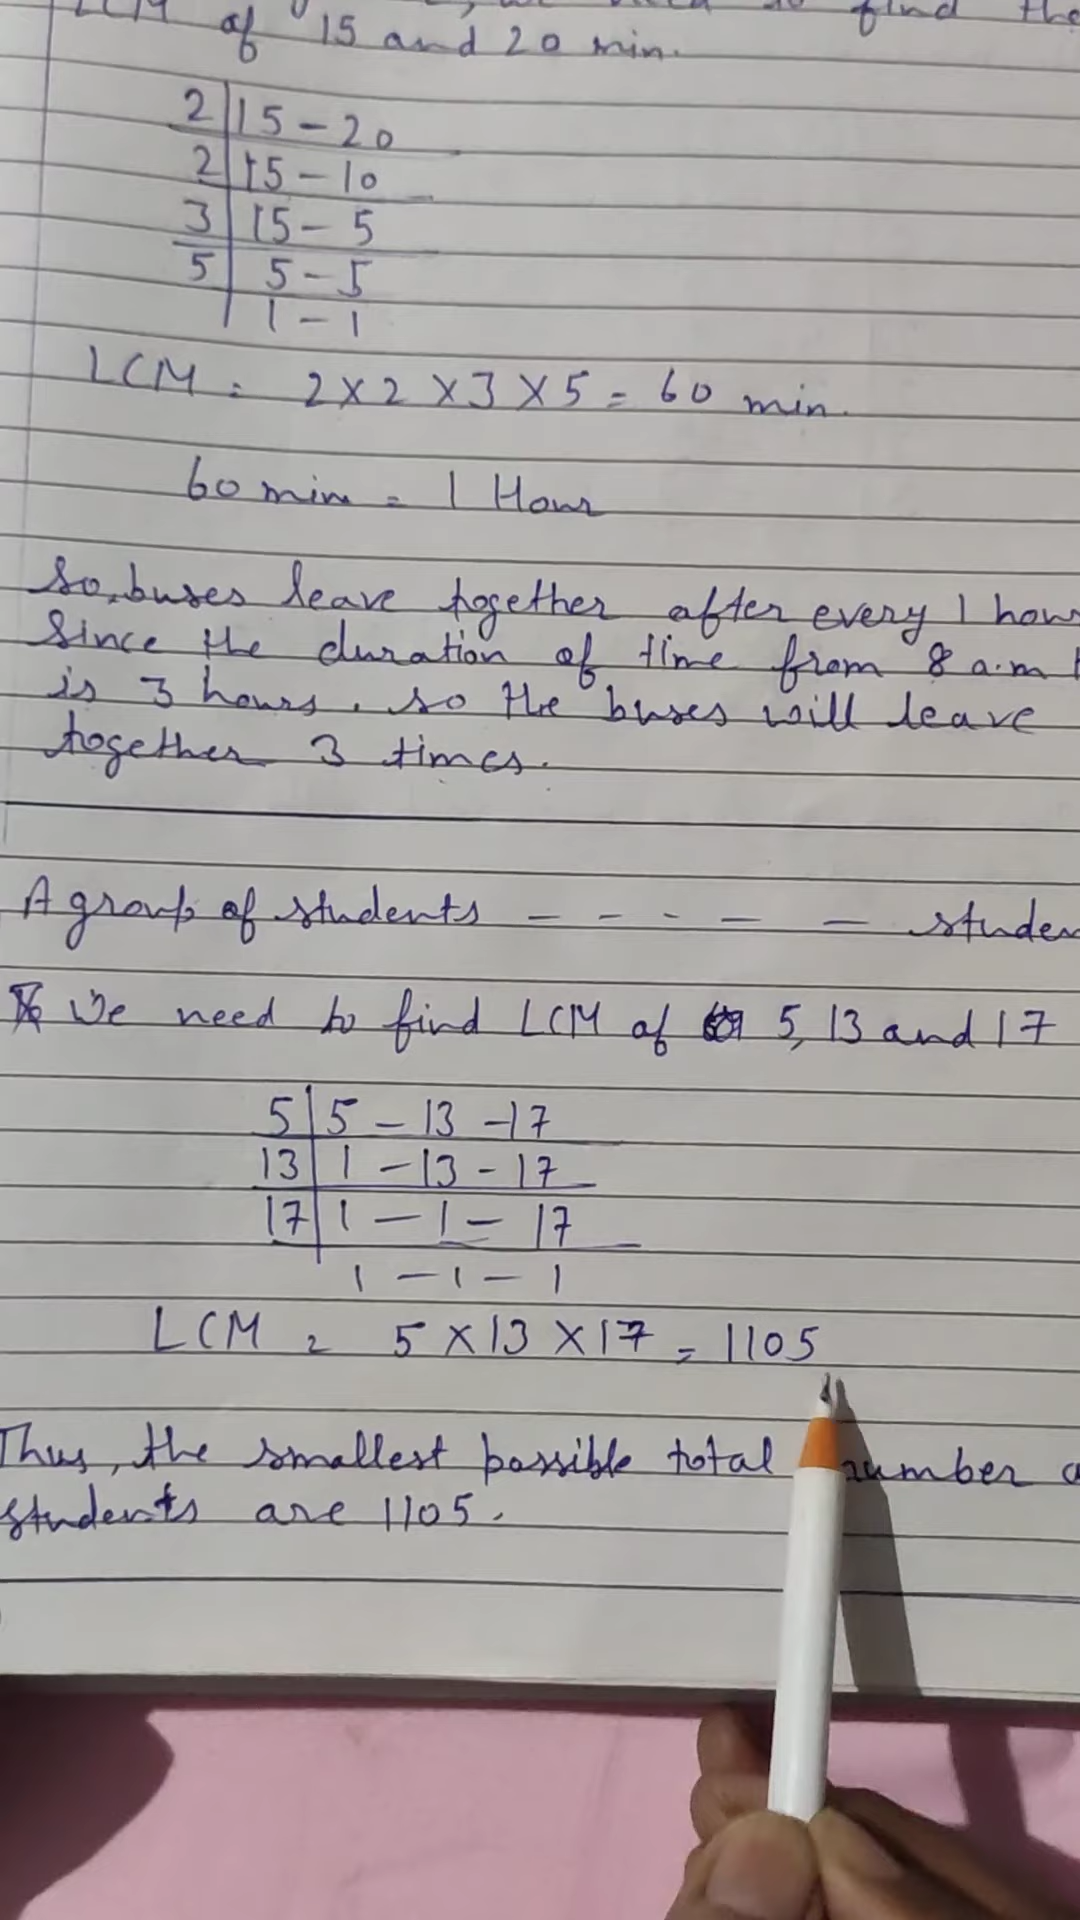 LCM find the
of 15 and 20 min.
2 | 15 - 20
2 | 15 - 10
3 | 15 - 5
5 | 5 - 5
1 - 1
LCM = 2 × 2 × 3 × 5 = 60 min.
60 min = 1 Hour
So, buses leave together after every 1 hour
Since the duration of time from 8 a.m
is 3 hours, so the buses will leave
together 3 times.
A group of students - - - - - studen
We need to find LCM of 5, 13 and 17
5 | 5 - 13 - 17
13 | 1 - 13 - 17
17 | 1 - 1 - 17
1 - 1 - 1
LCM = 5 × 13 × 17 = 1105
Thus, the smallest possible total number
students are 1105.